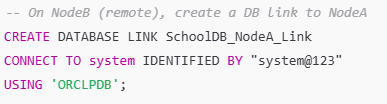 -- On NodeB (remote), create a DB link to NodeA
CREATE DATABASE LINK SchoolDB_NodeA_Link
CONNECT TO system IDENTIFIED BY "system@123"
USING 'ORCLPDB';